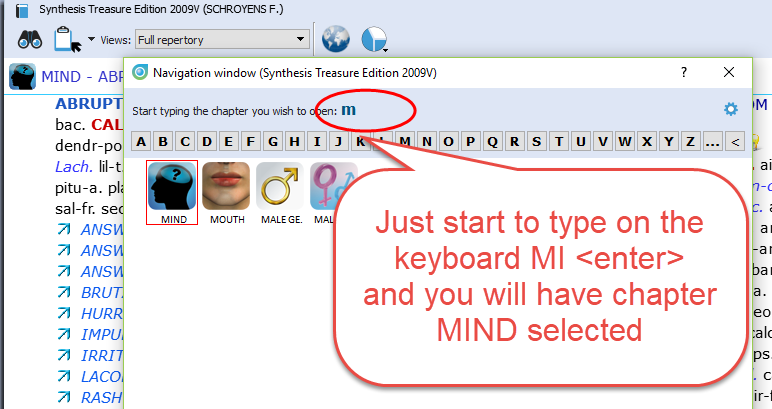 Synthesis Treasure Edition 2009V (SCHROYENS F.)
Views: Full repertory
MIND - ABR
Navigation window (Synthesis Treasure Edition 2009V)
? ×
Start typing the chapter you wish to open: m
A B C D E F G H I J K L M N O P Q R S T U V W X Y Z ... <
MIND MOUTH MALE GE. MAL
Just start to type on the
keyboard MI <enter>
and you will have chapter
MIND selected
ABRUPT
bac. CAL
dendr-po
Lach. lil-t
pitu-a. pla
sal-fr. sec
ANSW
ANSW
ANSW
BRUT
HURR
IMPU
IRRIT
LACO
RASH